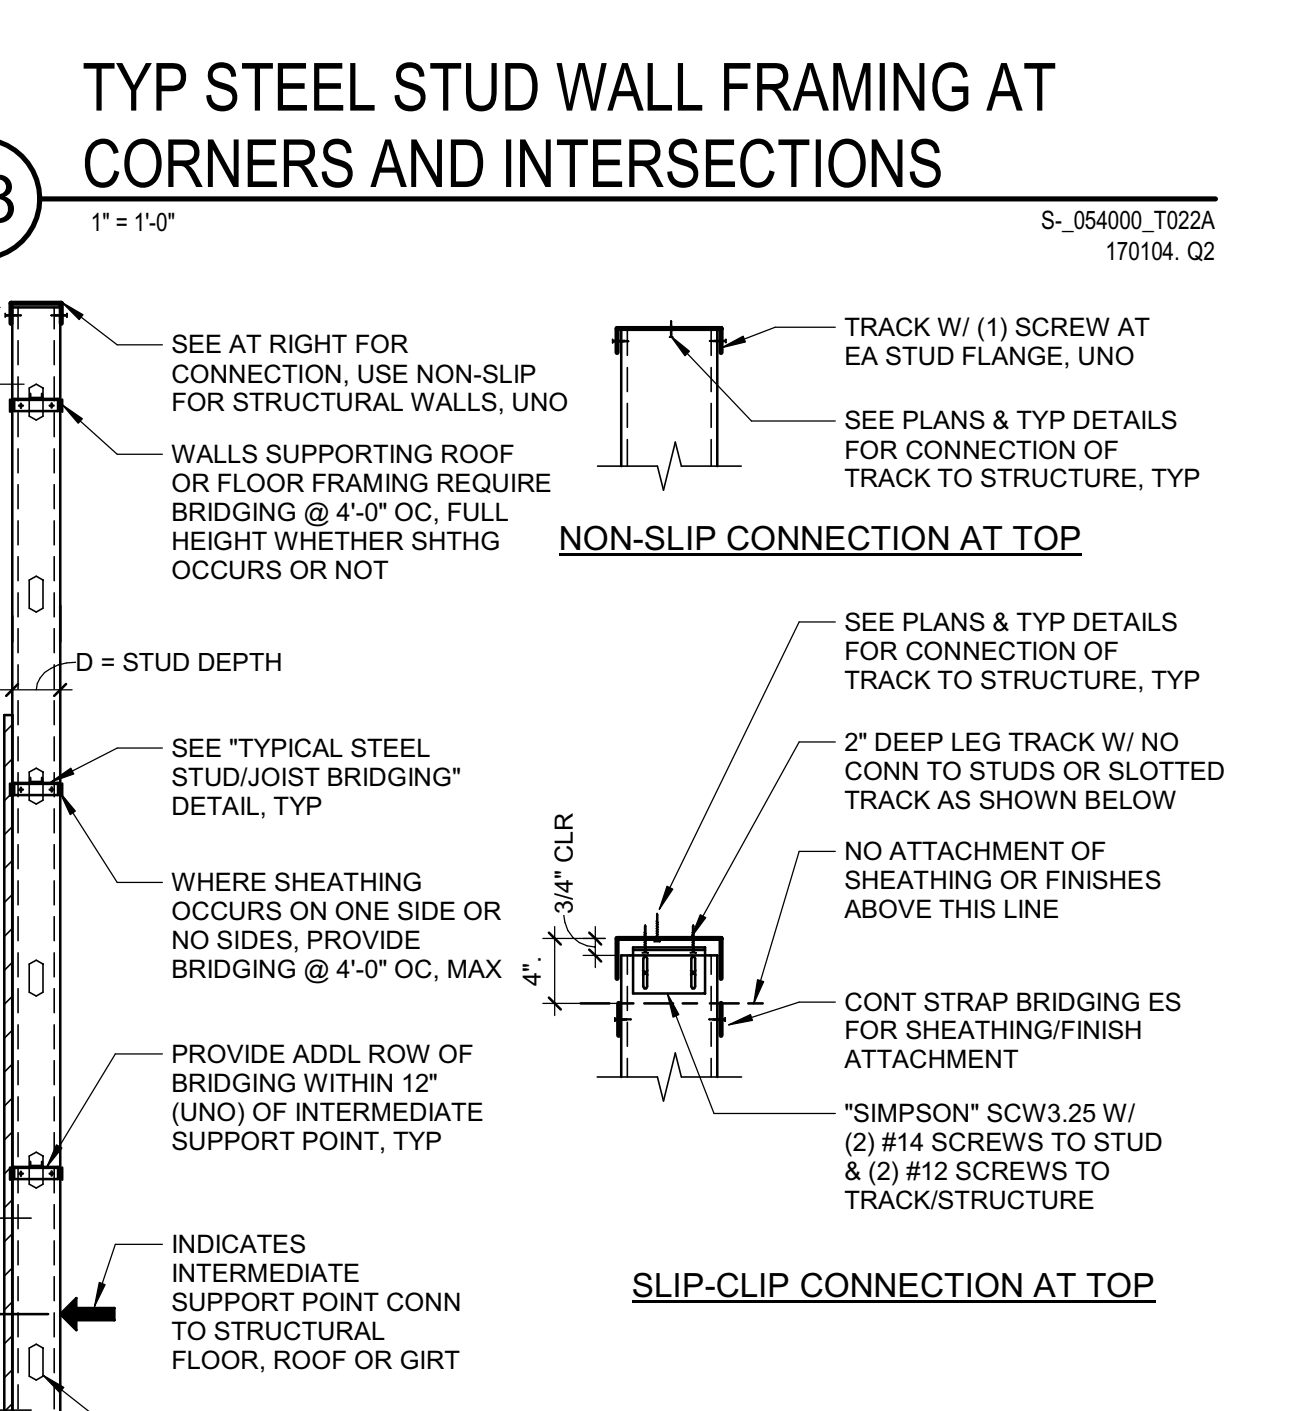 TYP STEEL STUD WALL FRAMING AT
CORNERS AND INTERSECTIONS
1" = 1'-0"
S-_054000_T022A
170104. Q2
SEE AT RIGHT FOR
CONNECTION, USE NON-SLIP
FOR STRUCTURAL WALLS, UNO
WALLS SUPPORTING ROOF
OR FLOOR FRAMING REQUIRE
BRIDGING @ 4'-0" OC, FULL
HEIGHT WHETHER SHTHG
OCCURS OR NOT
D = STUD DEPTH
SEE "TYPICAL STEEL
STUD/JOIST BRIDGING"
DETAIL, TYP
WHERE SHEATHING
OCCURS ON ONE SIDE OR
NO SIDES, PROVIDE
BRIDGING @ 4'-0" OC, MAX
PROVIDE ADDL ROW OF
BRIDGING WITHIN 12"
(UNO) OF INTERMEDIATE
SUPPORT POINT, TYP
INDICATES
INTERMEDIATE
SUPPORT POINT CONN
TO STRUCTURAL
FLOOR, ROOF OR GIRT
TRACK W/ (1) SCREW AT
EA STUD FLANGE, UNO
SEE PLANS & TYP DETAILS
FOR CONNECTION OF
TRACK TO STRUCTURE, TYP
NON-SLIP CONNECTION AT TOP
SEE PLANS & TYP DETAILS
FOR CONNECTION OF
TRACK TO STRUCTURE, TYP
2" DEEP LEG TRACK W/ NO
CONN TO STUDS OR SLOTTED
TRACK AS SHOWN BELOW
3/4" CLR
4".
NO ATTACHMENT OF
SHEATHING OR FINISHES
ABOVE THIS LINE
CONT STRAP BRIDGING ES
FOR SHEATHING/FINISH
ATTACHMENT
"SIMPSON" SCW3.25 W/
(2) #14 SCREWS TO STUD
& (2) #12 SCREWS TO
TRACK/STRUCTURE
SLIP-CLIP CONNECTION AT TOP